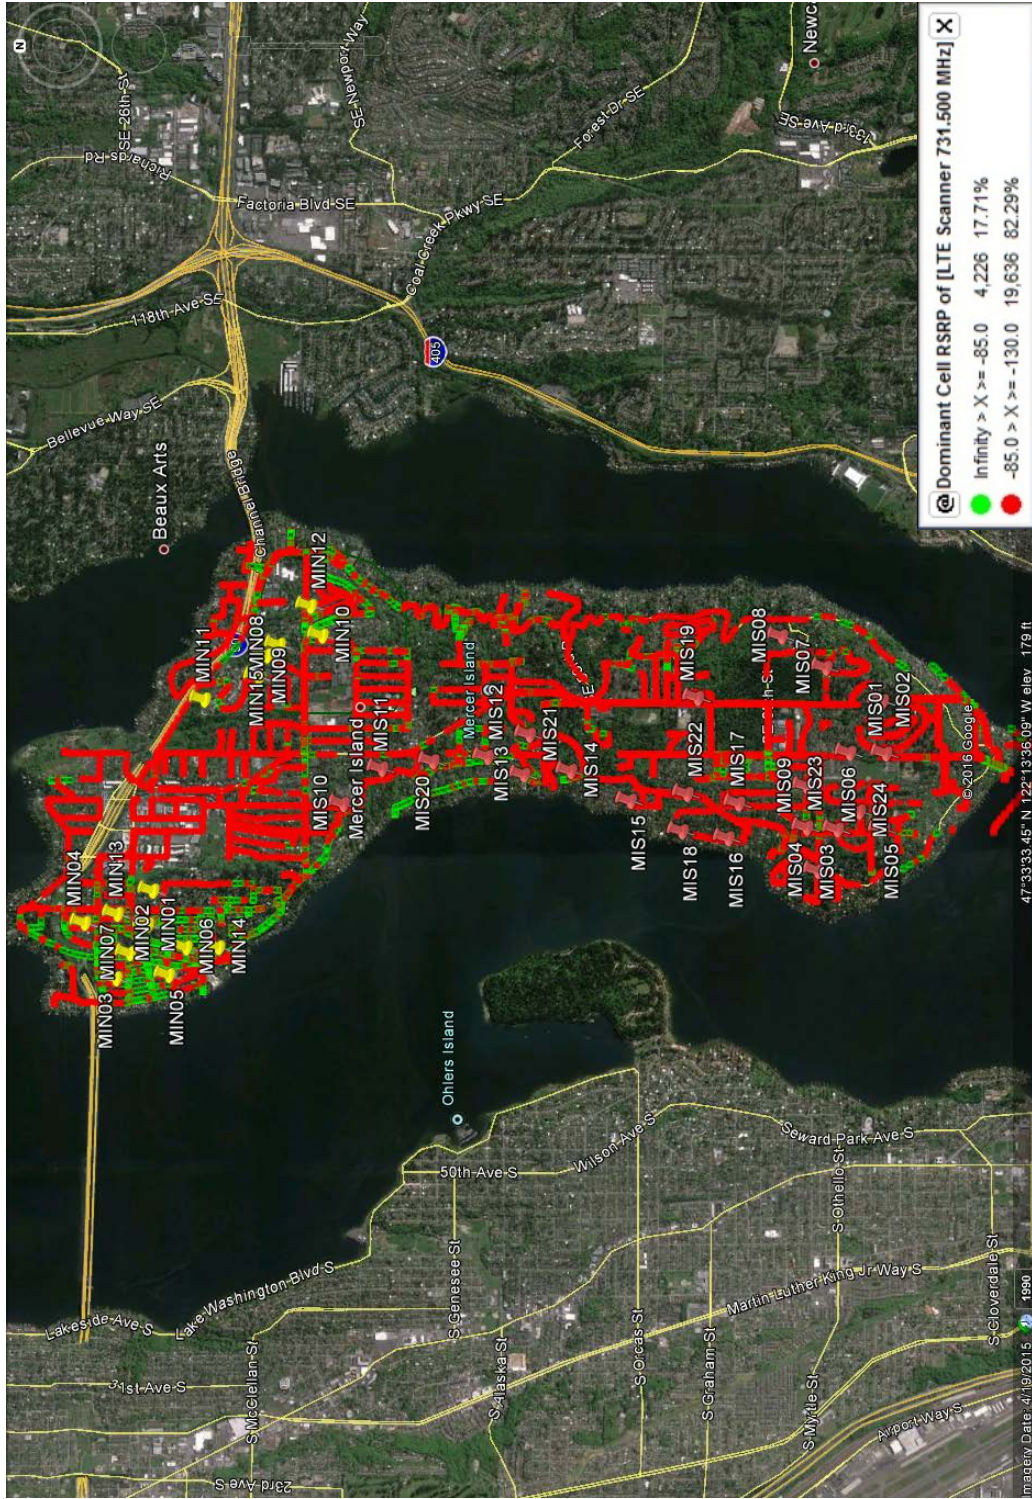 N
SE 26th St
Richards Rd
SE Newport Way
Factoria Blvd SE
Coal Creek Pkwy SE
Forest Dr SE
133rd Ave SE
118th Ave SE
405
Bellevue Way SE
Beaux Arts
Channel Bridge
MIN12
MIN11
MIN15
MIN08
MIN09
MIN10
MIN04
MIN13
MIN07
MIN02
MIN01
MIN03
MIN05
MIN06
MIN14
Mercer Island
Mercer Island
MIS10
MIS11
MIS20
MIS12
MIS13
MIS21
MIS14
MIS15
MIS19
MIS22
MIS18
MIS17
MIS16
MIS08
MIS07
MIS09
MIS23
MIS04
MIS03
MIS06
MIS01
MIS02
MIS24
MIS05
Ohlers Island
Lakeside Ave S
Lake Washington Blvd S
31st Ave S
S McClellan St
23rd Ave S
S Genesee St
50th Ave S
S Alaska St
Wilson Ave S
S Orcas St
S Graham St
Seward Park Ave S
S Othello St
Martin Luther King Jr Way S
S Myrtle St
Airport Way S
S Cloverdale St
© 2016 Google
1990
47°33'33.45" N 122°13'36.09" W elev 179 ft
@Dominant Cell RSRP of [LTE Scanner 731.500 MHz] X
Infinity > X >= -85.0 4,226 17.71%
-85.0 > X >= -130.0 19,636 82.29%